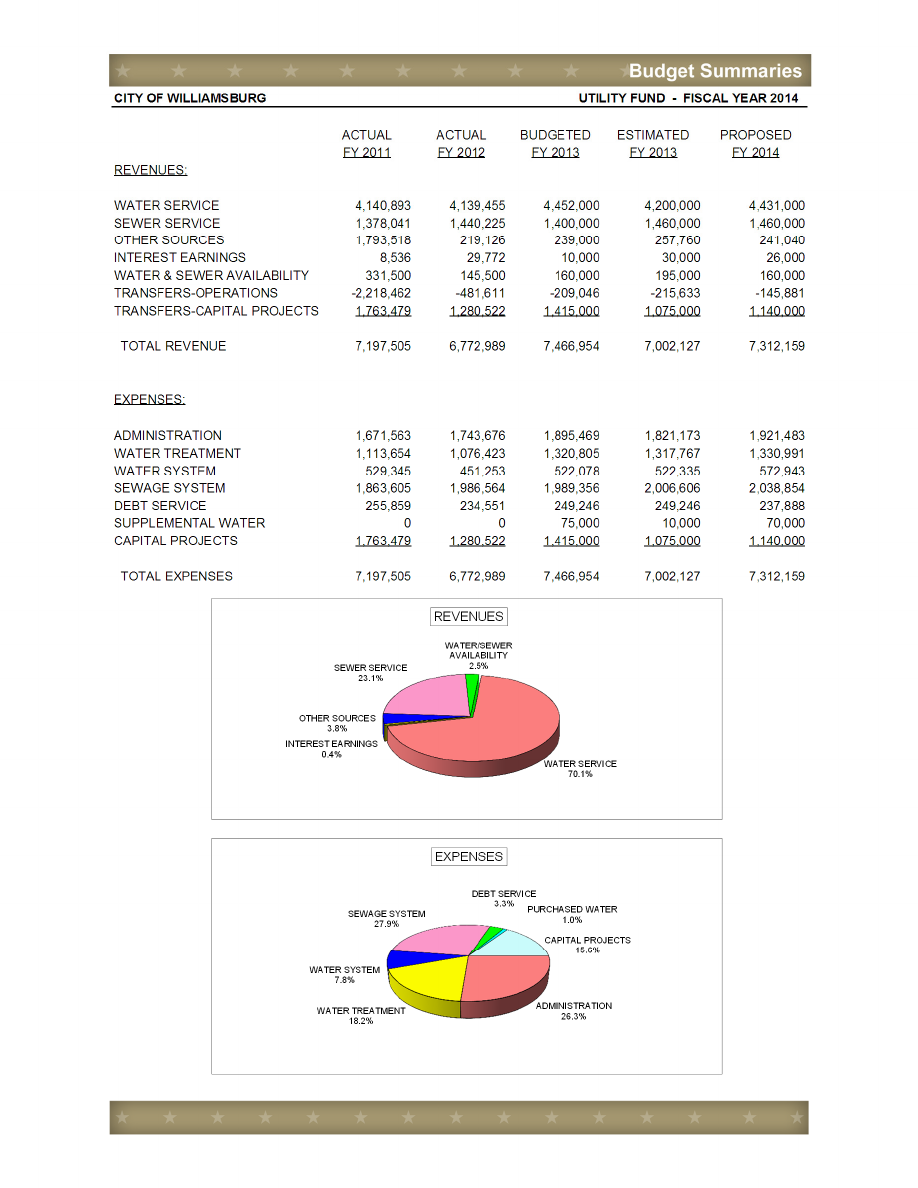 Budget Summaries
CITY OF WILLIAMSBURG UTILITY FUND - FISCAL YEAR 2014
ACTUAL ACTUAL BUDGETED ESTIMATED PROPOSED
FY 2011 FY 2012 FY 2013 FY 2013 FY 2014
REVENUES:
WATER SERVICE 4,140,893 4,139,455 4,452,000 4,200,000 4,431,000
SEWER SERVICE 1,378,041 1,440,225 1,400,000 1,460,000 1,460,000
OTHER SOURCES 1,793,518 219,126 239,000 257,760 241,040
INTEREST EARNINGS 8,536 29,772 10,000 30,000 26,000
WATER & SEWER AVAILABILITY 331,500 145,500 160,000 195,000 160,000
TRANSFERS-OPERATIONS -2,218,462 -481,611 -209,046 -215,633 -145,881
TRANSFERS-CAPITAL PROJECTS 1,763,479 1,280,522 1,415,000 1,075,000 1,140,000
TOTAL REVENUE 7,197,505 6,772,989 7,466,954 7,002,127 7,312,159
EXPENSES:
ADMINISTRATION 1,671,563 1,743,676 1,895,469 1,821,173 1,921,483
WATER TREATMENT 1,113,654 1,076,423 1,320,805 1,317,767 1,330,991
WATER SYSTEM 529,345 451,253 522,078 522,335 572,943
SEWAGE SYSTEM 1,863,605 1,986,564 1,989,356 2,006,606 2,038,854
DEBT SERVICE 255,859 234,551 249,246 249,246 237,888
SUPPLEMENTAL WATER 0 0 75,000 10,000 70,000
CAPITAL PROJECTS 1,763,479 1,280,522 1,415,000 1,075,000 1,140,000
TOTAL EXPENSES 7,197,505 6,772,989 7,466,954 7,002,127 7,312,159
REVENUES
WATER/SEWER
AVAILABILITY
2.5%
SEWER SERVICE
23.1%
OTHER SOURCES
3.8%
INTEREST EARNINGS
0.4%
WATER SERVICE
70.1%
EXPENSES
DEBT SERVICE
3.3%
PURCHASED WATER
1.0%
SEWAGE SYSTEM
27.9%
CAPITAL PROJECTS
15.6%
WATER SYSTEM
7.8%
ADMINISTRATION
26.3%
WATER TREATMENT
18.2%